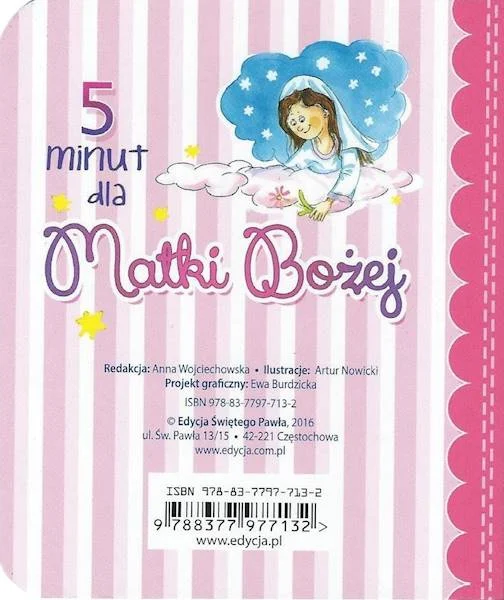 5
minut
dla
Matki Bożej
Redakcja: Anna Wojciechowska • Ilustracje: Artur Nowicki
Projekt graficzny: Ewa Burdzicka
ISBN 978-83-7797-713-2
© Edycja Świętego Pawła, 2016
ul. Św. Pawła 13/15 • 42-221 Częstochowa
www.edycja.com.pl
ISBN 978-83-7797-713-2
9 788377 977132 >
www.edycja.pl